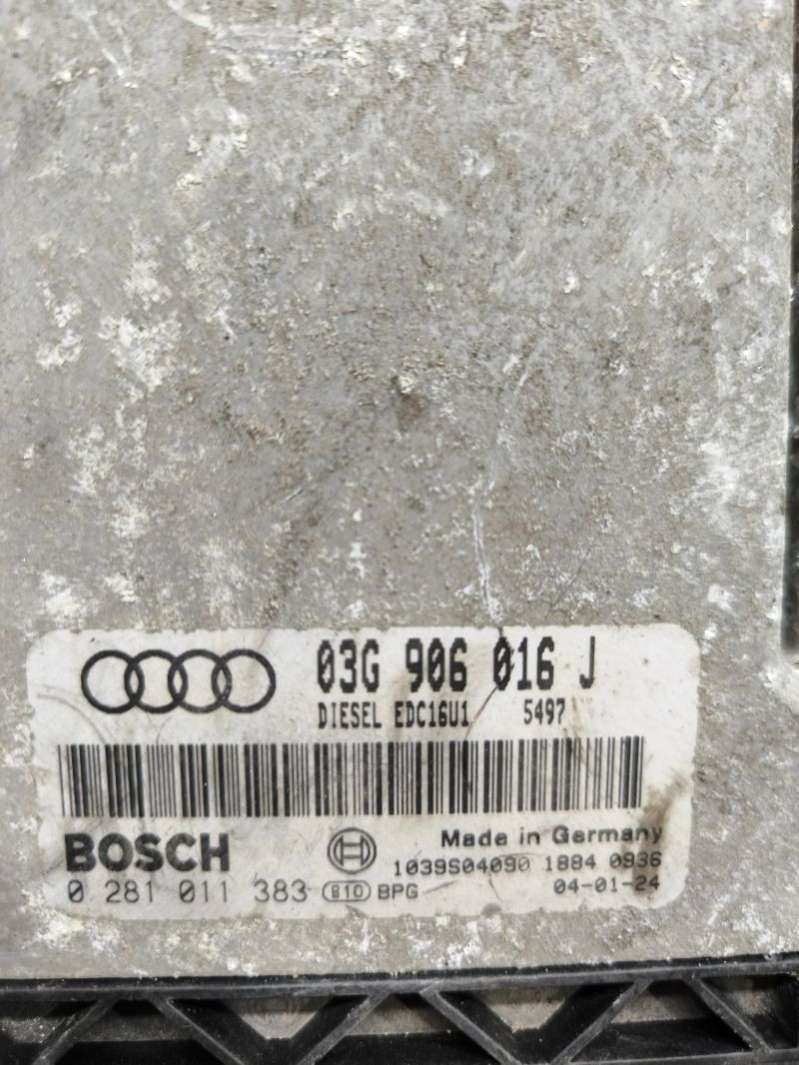 03G 906 016 J
DIESEL EDC16U1 5497
BOSCH
Made in Germany
1039S04090 1884 0936
0 281 011 383 810 BPG 04-01-24